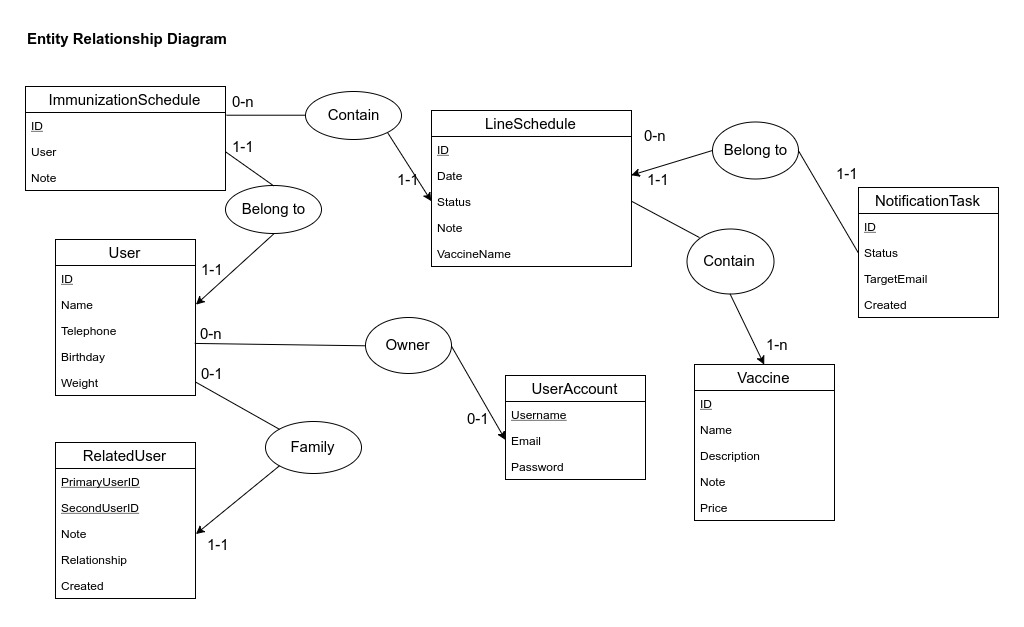 Entity Relationship Diagram
ImmunizationSchedule
ID
User
Note
0-n
Contain
1-1
1-1
Belong to
1-1
LineSchedule
ID
Date
Status
Note
VaccineName
0-n
Belong to
1-1
NotificationTask
ID
Status
TargetEmail
Created
1-1
Contain
1-n
User
ID
Name
Telephone
Birthday
Weight
0-n
Owner
0-1
UserAccount
Username
Email
Password
Vaccine
ID
Name
Description
Note
Price
0-1
Family
1-1
RelatedUser
PrimaryUserID
SecondUserID
Note
Relationship
Created